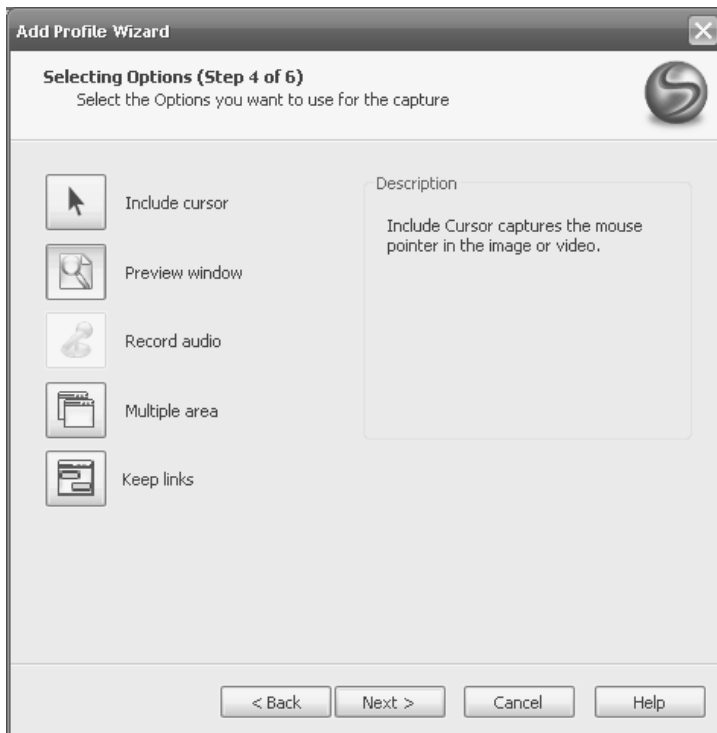 Add Profile Wizard
Selecting Options (Step 4 of 6)
Select the Options you want to use for the capture
Include cursor
Preview window
Record audio
Multiple area
Keep links
Description
Include Cursor captures the mouse
pointer in the image or video.
< Back
Next >
Cancel
Help